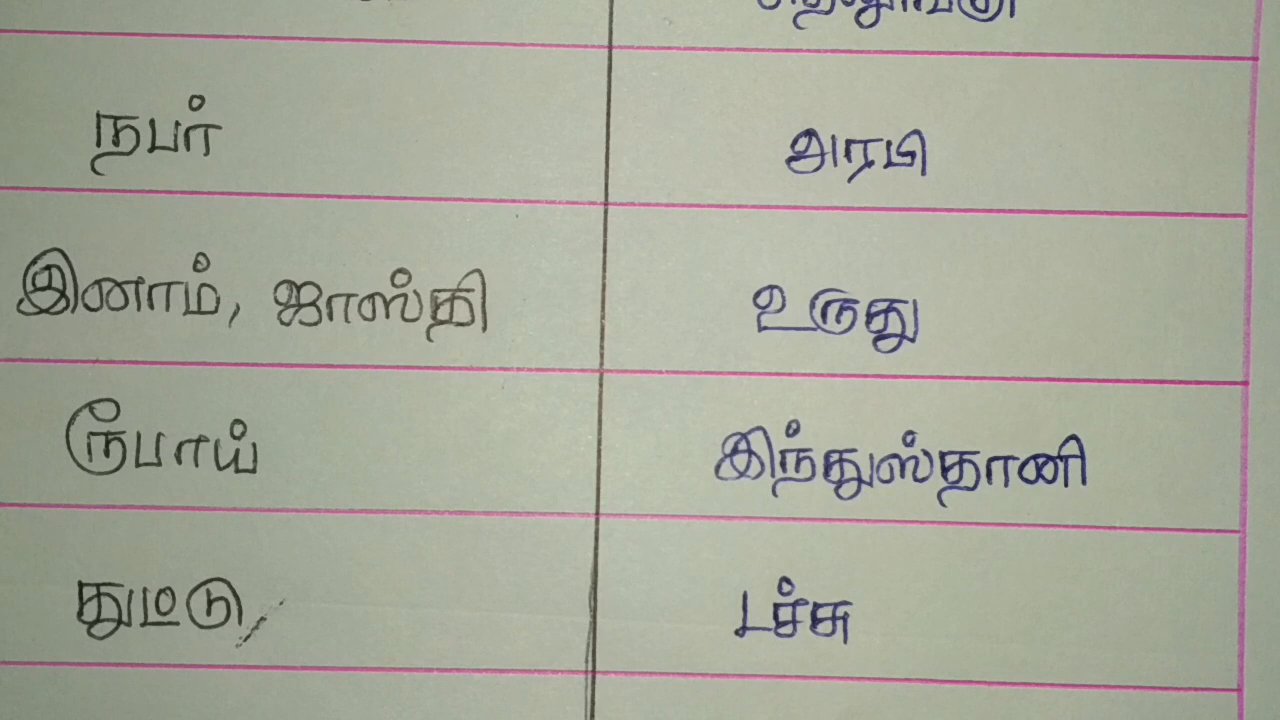 நபர் அரபி
இனாம், ஜாஸ்தி உருது
ரூபாய் இந்துஸ்தானி
துட்டு டச்சு